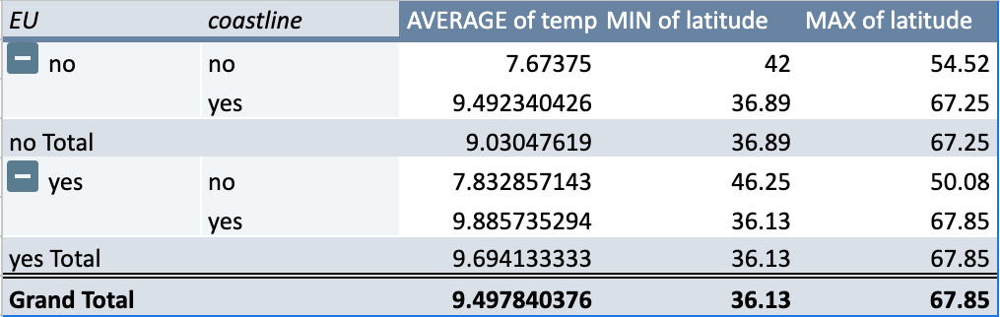 EU coastline AVERAGE of temp MIN of latitude MAX of latitude
no no 7.67375 42 54.52
yes 9.492340426 36.89 67.25
no Total 9.03047619 36.89 67.25
yes no 7.832857143 46.25 50.08
yes 9.885735294 36.13 67.85
yes Total 9.694133333 36.13 67.85
Grand Total 9.497840376 36.13 67.85